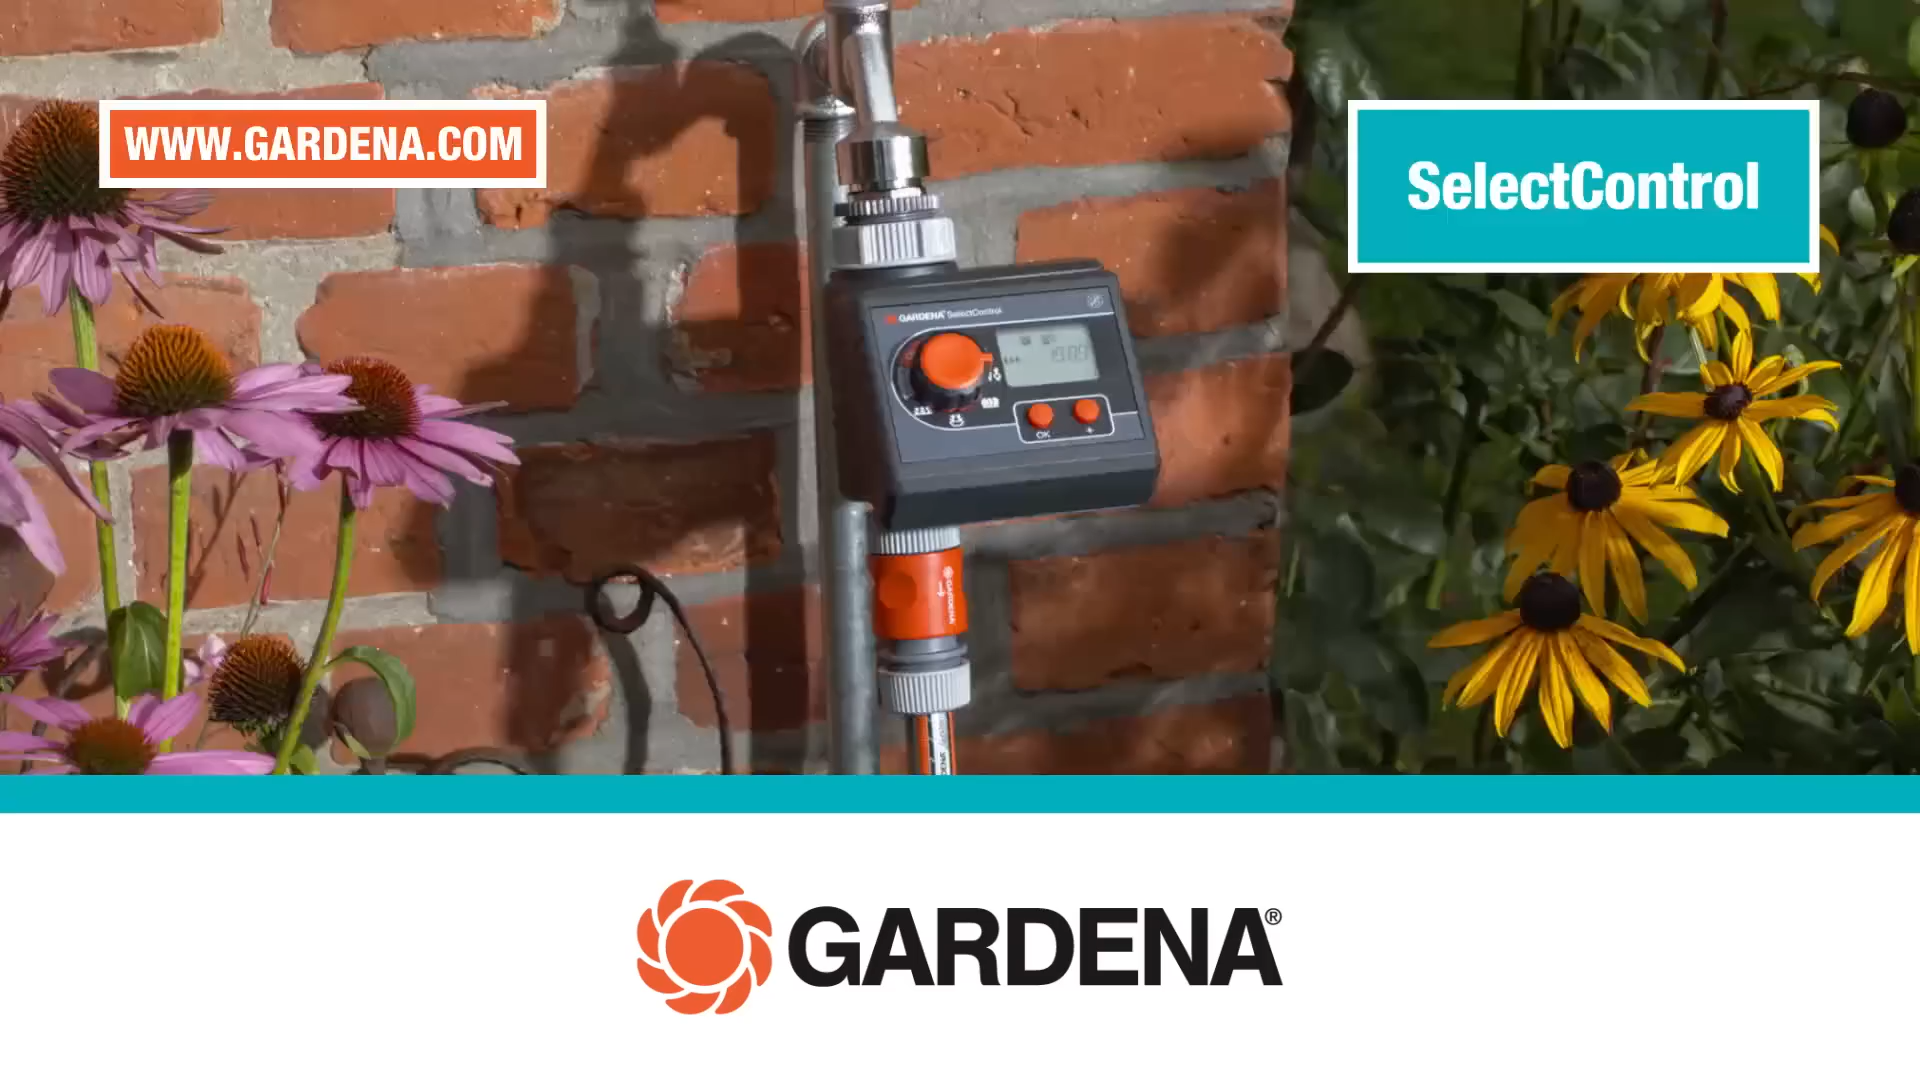 WWW.GARDENA.COM
SelectControl
GARDENA SelectControl
OK
+
GARDENA
GARDENA®